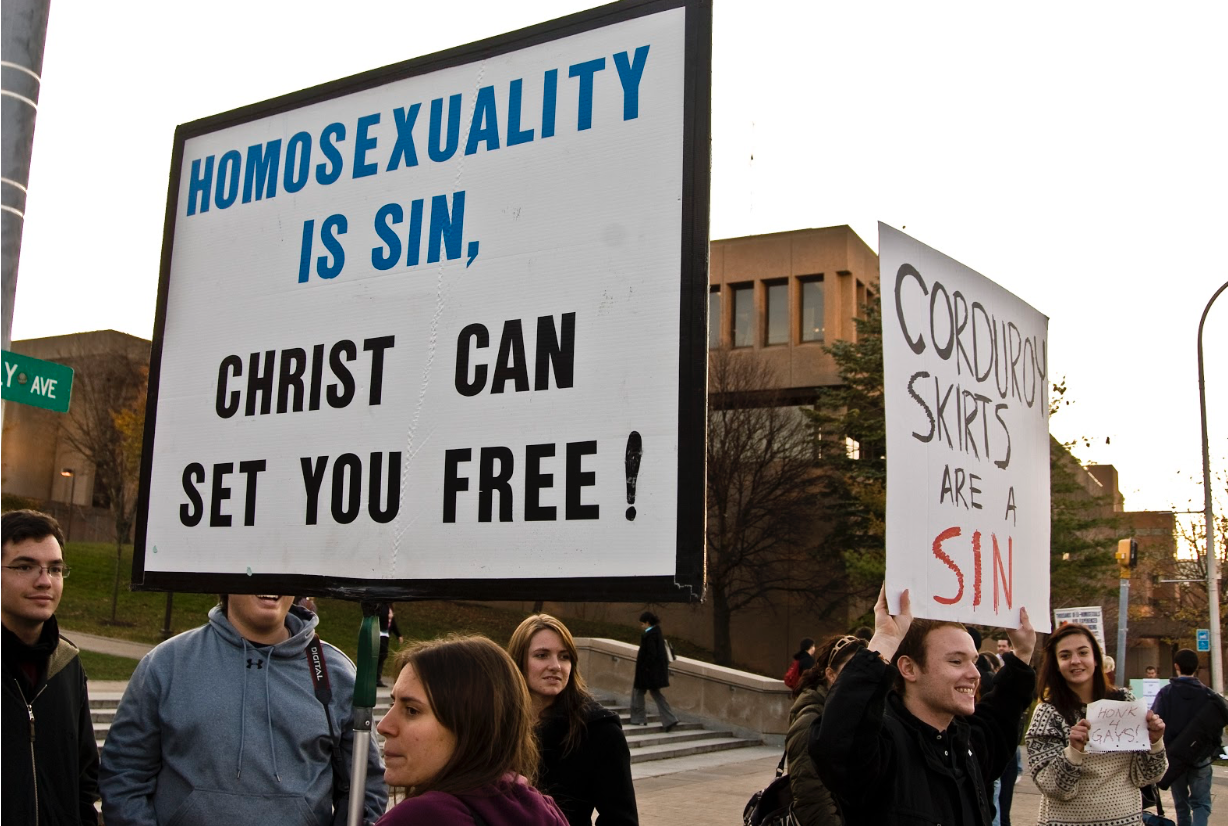 HOMOSEXUALITY
IS SIN,
CHRIST CAN
SET YOU FREE!
CORDUROY
SKIRTS
ARE A
SIN
HONK
4
GAYS!
Y AVE
DIGITAL